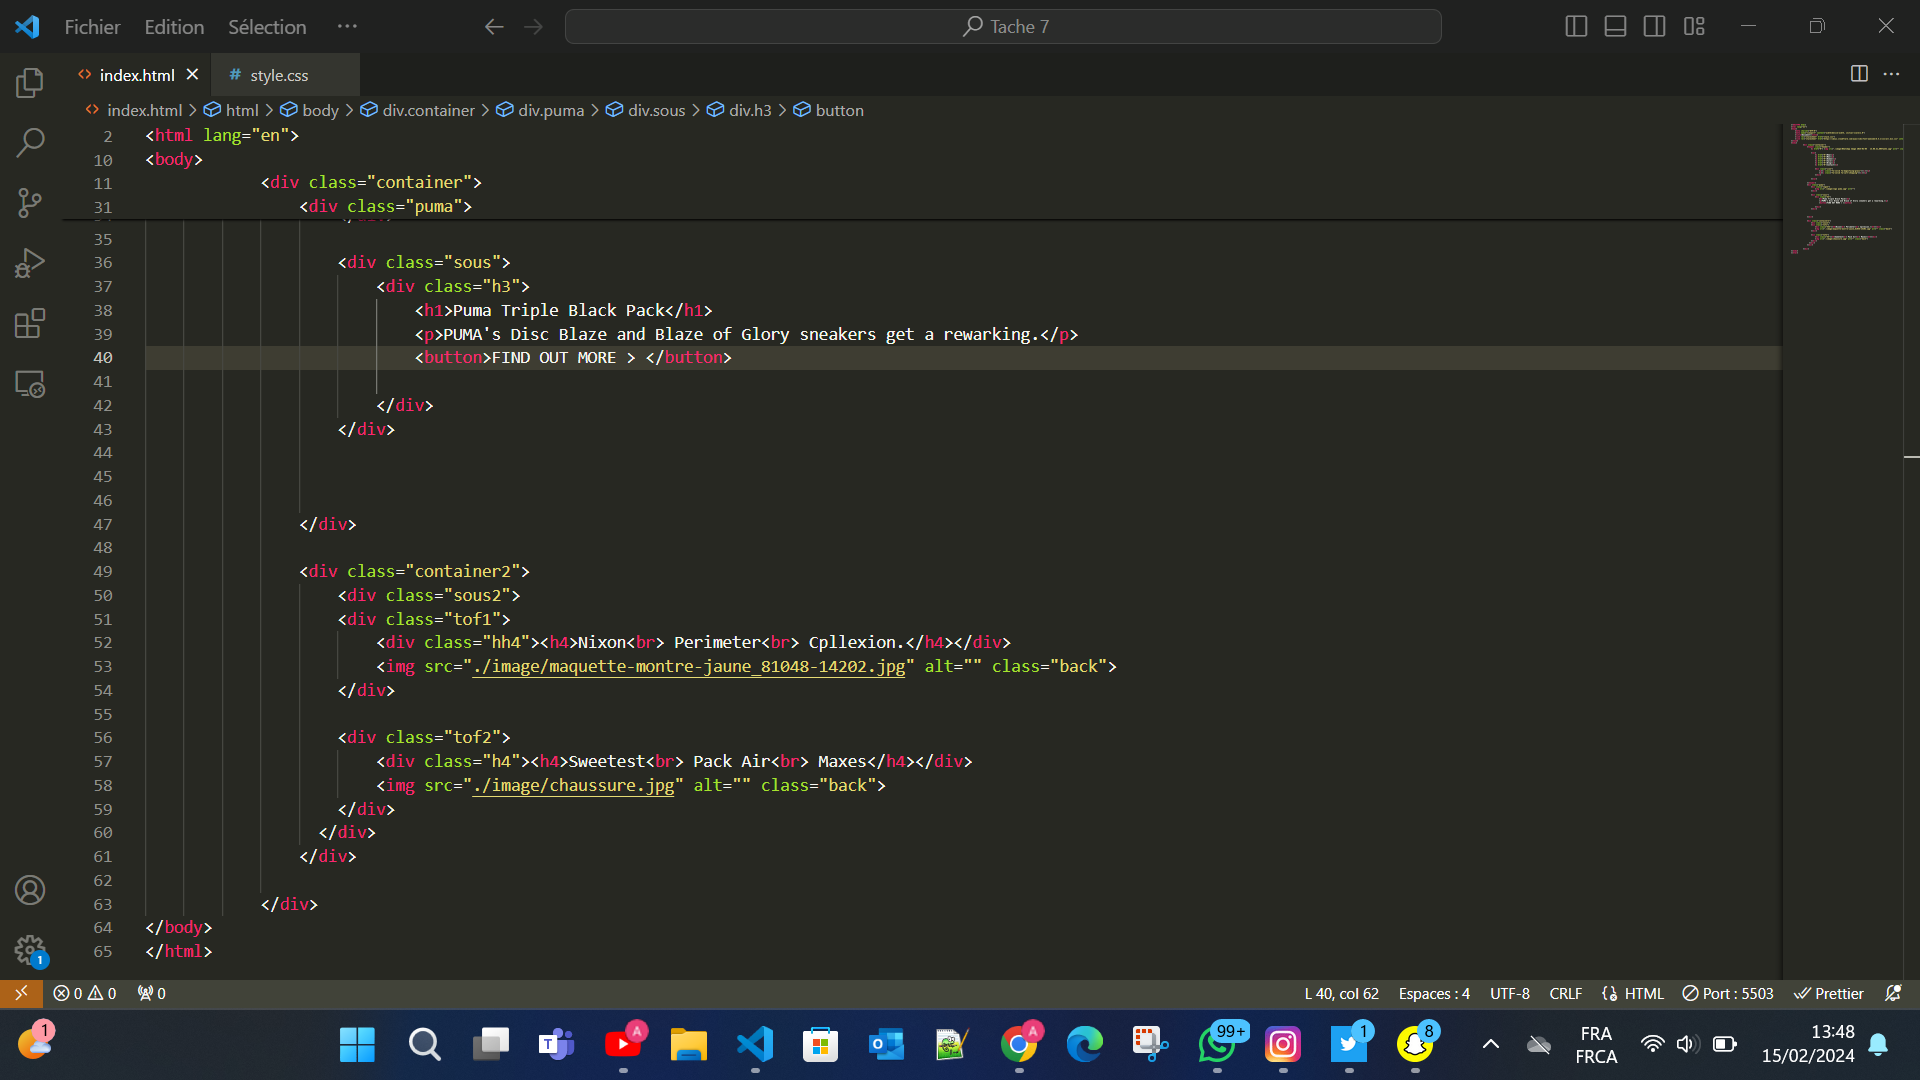 Fichier Edition Sélection ··· Tache 7
index.html style.css
index.html > html > body > div.container > div.puma > div.sous > div.h3 > button
2 <html lang="en">
10 <body>
11 <div class="container">
31 <div class="puma">
35
36 <div class="sous">
37 <div class="h3">
38 <h1>Puma Triple Black Pack</h1>
39 <p>PUMA's Disc Blaze and Blaze of Glory sneakers get a rewarking.</p>
40 <button>FIND OUT MORE > </button>
41
42 </div>
43 </div>
44
45
46
47 </div>
48
49 <div class="container2">
50 <div class="sous2">
51 <div class="tof1">
52 <div class="hh4"><h4>Nixon<br> Perimeter<br> Cpllexion.</h4></div>
53 <img src="./image/maquette-montre-jaune_81048-14202.jpg" alt="" class="back">
54 </div>
55
56 <div class="tof2">
57 <div class="h4"><h4>Sweetest<br> Pack Air<br> Maxes</h4></div>
58 <img src="./image/chaussure.jpg" alt="" class="back">
59 </div>
60 </div>
61 </div>
62
63 </div>
64 </body>
65 </html>
1
0 0 0 L 40, col 62 Espaces : 4 UTF-8 CRLF HTML Port : 5503 Prettier
1 A A 99+ 1 8 FRA 13:48
FRCA 15/02/2024